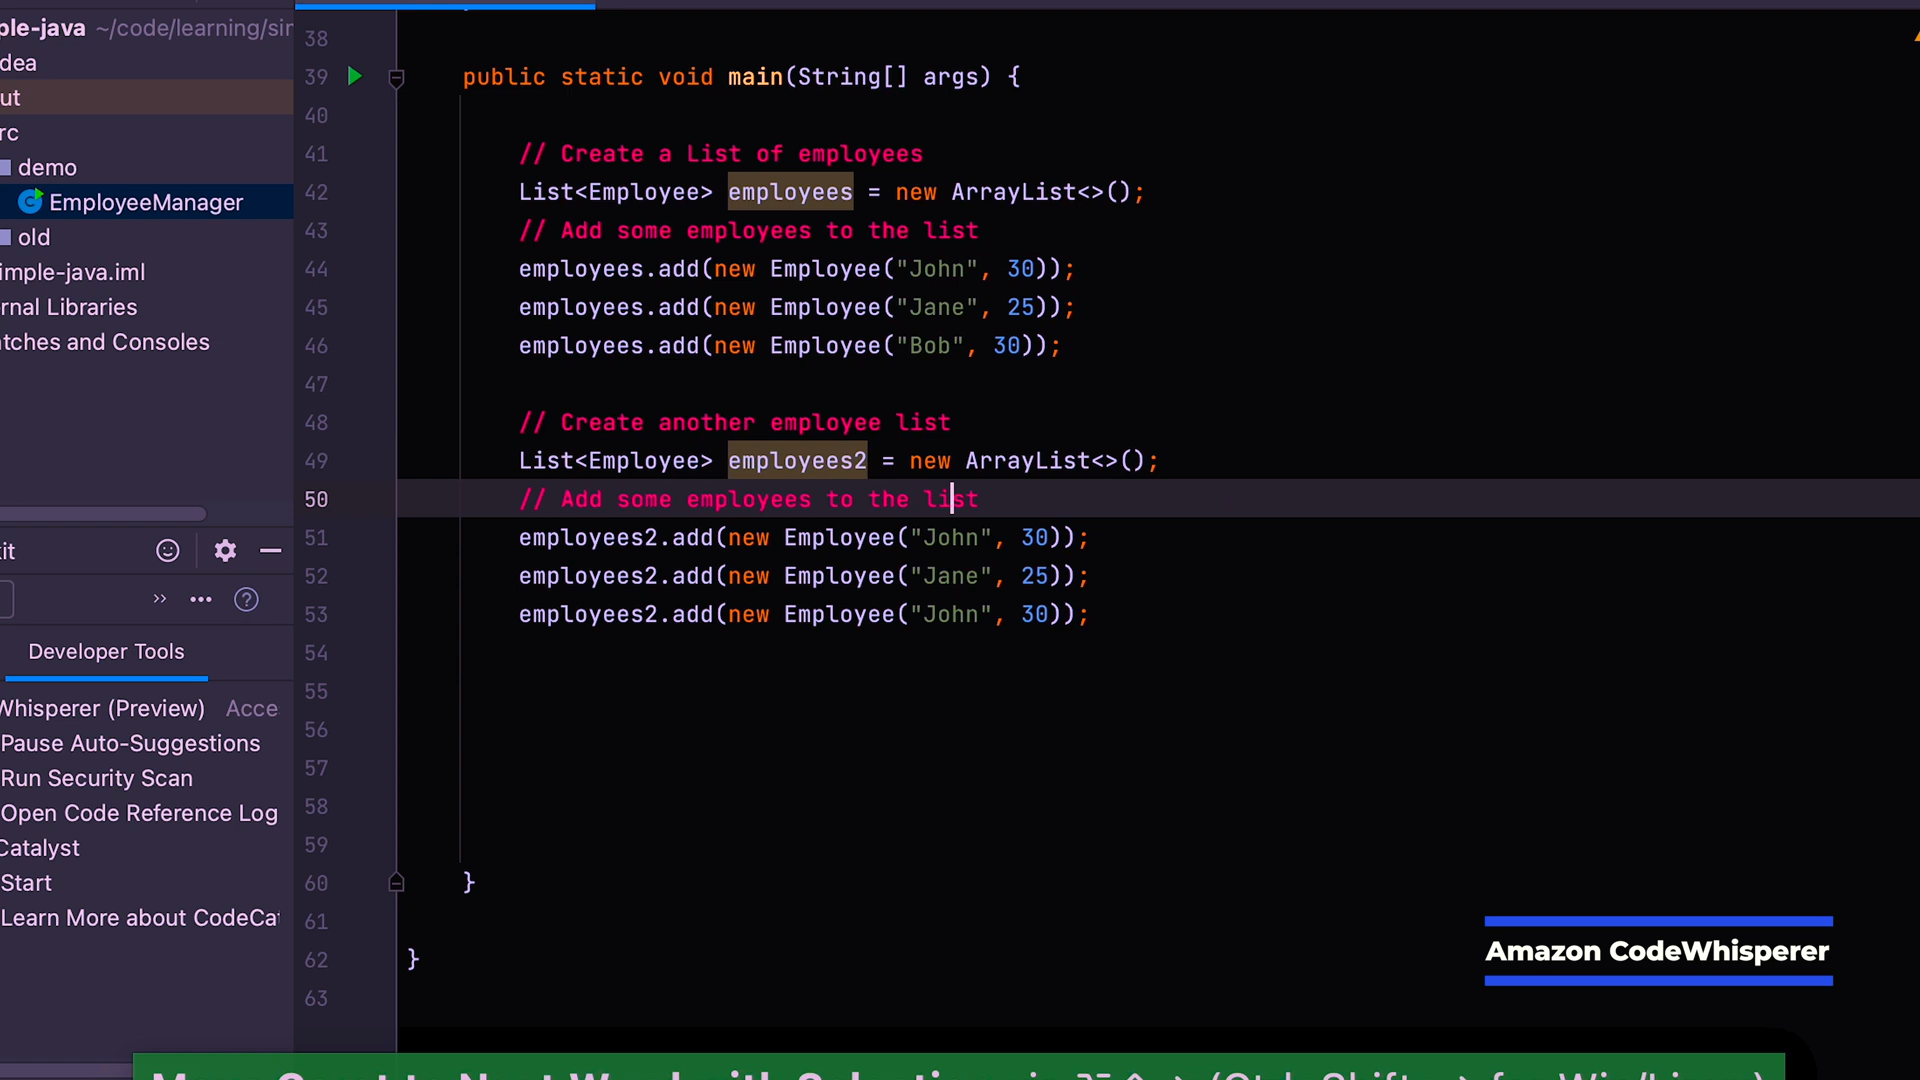 ple-java ~/code/learning/sir
dea
ut
rc
demo
EmployeeManager
old
imple-java.iml
rnal Libraries
atches and Consoles
it
» ••• ?
Developer Tools
Whisperer (Preview) Acce
Pause Auto-Suggestions
Run Security Scan
Open Code Reference Log
Catalyst
Start
Learn More about CodeCat
38
39 public static void main(String[] args) {
40
41 // Create a List of employees
42 List<Employee> employees = new ArrayList<>();
43 // Add some employees to the list
44 employees.add(new Employee("John", 30));
45 employees.add(new Employee("Jane", 25));
46 employees.add(new Employee("Bob", 30));
47
48 // Create another employee list
49 List<Employee> employees2 = new ArrayList<>();
50 // Add some employees to the list
51 employees2.add(new Employee("John", 30));
52 employees2.add(new Employee("Jane", 25));
53 employees2.add(new Employee("John", 30));
54
55
56
57
58
59
60 }
61
62 }
63
Amazon CodeWhisperer